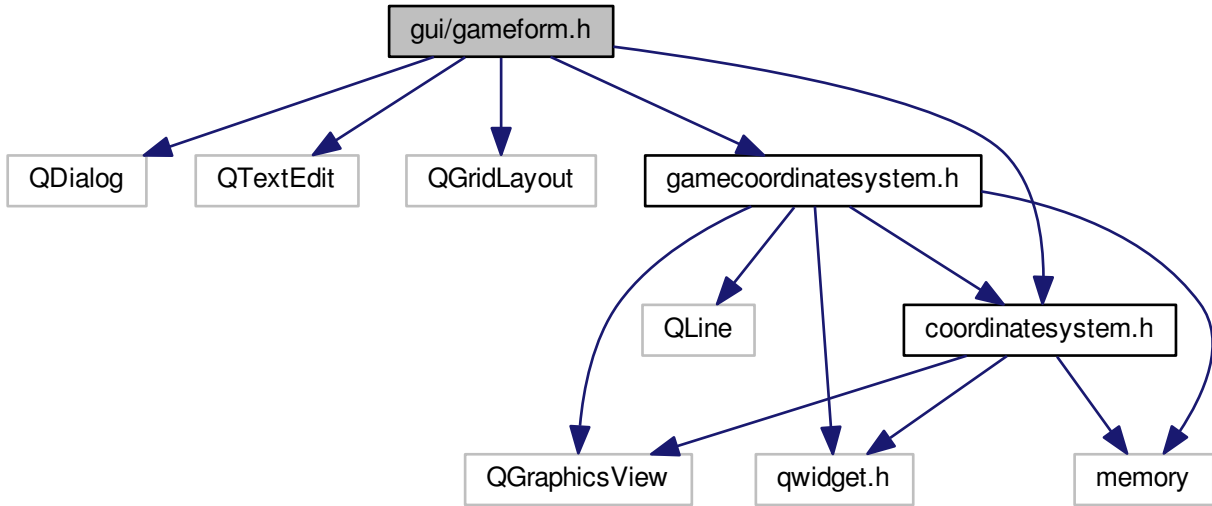 gui/gameform.h
QDialog
QTextEdit
QGridLayout
gamecoordinatesystem.h
QLine
coordinatesystem.h
QGraphicsView
qwidget.h
memory